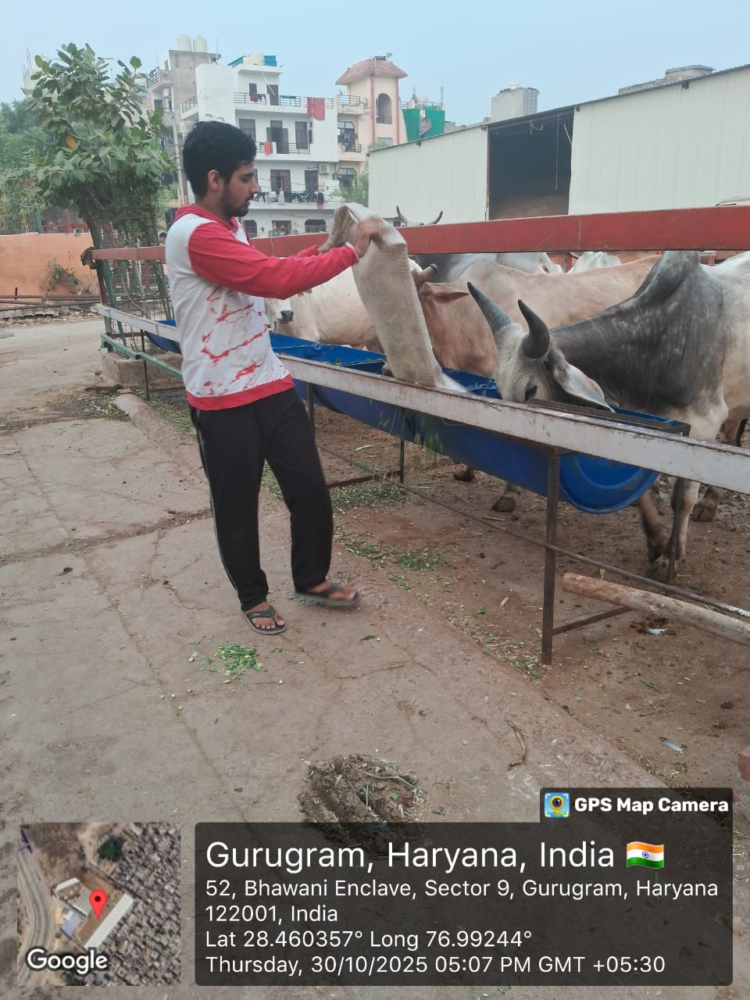 GPS Map Camera
Gurugram, Haryana, India 🇮🇳
52, Bhawani Enclave, Sector 9, Gurugram, Haryana
122001, India
Lat 28.460357° Long 76.99244°
Thursday, 30/10/2025 05:07 PM GMT +05:30
Google